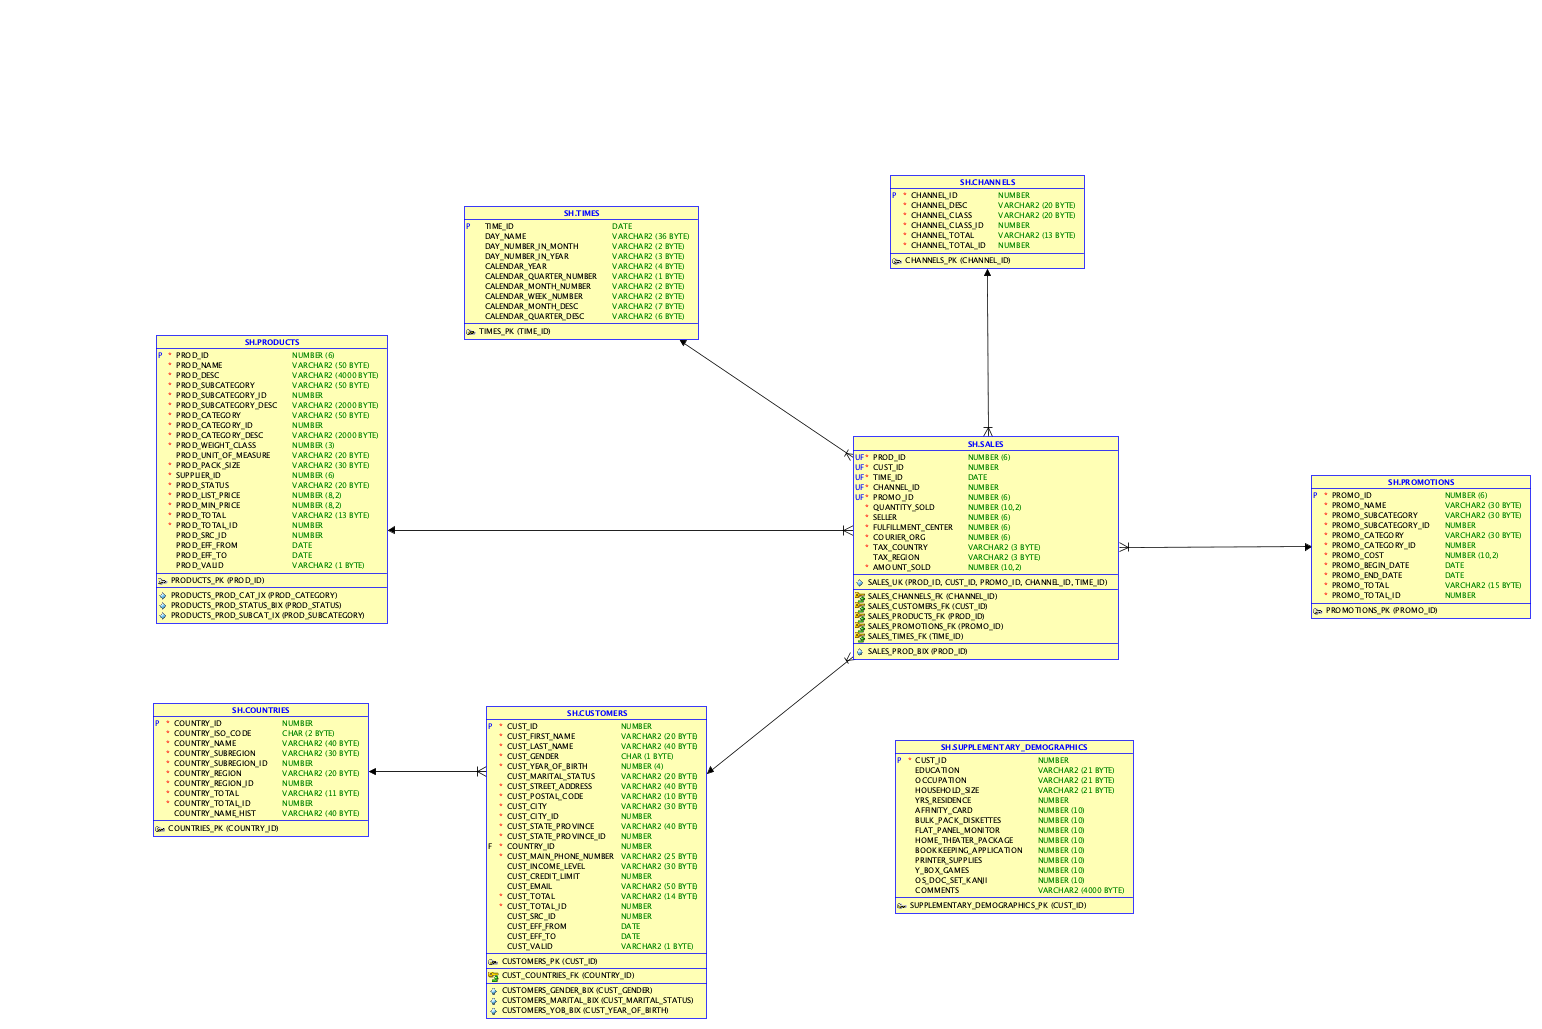 SH.CHANNELS
P * CHANNEL_ID NUMBER
* CHANNEL_DESC VARCHAR2 (20 BYTE)
* CHANNEL_CLASS VARCHAR2 (20 BYTE)
* CHANNEL_CLASS_ID NUMBER
* CHANNEL_TOTAL VARCHAR2 (13 BYTE)
* CHANNEL_TOTAL_ID NUMBER
CHANNELS_PK (CHANNEL_ID)
SH.TIMES
P TIME_ID DATE
DAY_NAME VARCHAR2 (36 BYTE)
DAY_NUMBER_IN_MONTH VARCHAR2 (2 BYTE)
DAY_NUMBER_IN_YEAR VARCHAR2 (3 BYTE)
CALENDAR_YEAR VARCHAR2 (4 BYTE)
CALENDAR_QUARTER_NUMBER VARCHAR2 (1 BYTE)
CALENDAR_MONTH_NUMBER VARCHAR2 (2 BYTE)
CALENDAR_WEEK_NUMBER VARCHAR2 (2 BYTE)
CALENDAR_MONTH_DESC VARCHAR2 (7 BYTE)
CALENDAR_QUARTER_DESC VARCHAR2 (6 BYTE)
TIMES_PK (TIME_ID)
SH.PRODUCTS
P * PROD_ID NUMBER (6)
* PROD_NAME VARCHAR2 (50 BYTE)
* PROD_DESC VARCHAR2 (4000 BYTE)
* PROD_SUBCATEGORY VARCHAR2 (50 BYTE)
* PROD_SUBCATEGORY_ID NUMBER
* PROD_SUBCATEGORY_DESC VARCHAR2 (2000 BYTE)
* PROD_CATEGORY VARCHAR2 (50 BYTE)
* PROD_CATEGORY_ID NUMBER
* PROD_CATEGORY_DESC VARCHAR2 (2000 BYTE)
* PROD_WEIGHT_CLASS NUMBER (3)
PROD_UNIT_OF_MEASURE VARCHAR2 (20 BYTE)
* PROD_PACK_SIZE VARCHAR2 (30 BYTE)
* SUPPLIER_ID NUMBER (6)
* PROD_STATUS VARCHAR2 (20 BYTE)
* PROD_LIST_PRICE NUMBER (8,2)
* PROD_MIN_PRICE NUMBER (8,2)
* PROD_TOTAL VARCHAR2 (13 BYTE)
* PROD_TOTAL_ID NUMBER
PROD_SRC_ID NUMBER
PROD_EFF_FROM DATE
PROD_EFF_TO DATE
PROD_VALID VARCHAR2 (1 BYTE)
PRODUCTS_PK (PROD_ID)
PRODUCTS_PROD_CAT_IX (PROD_CATEGORY)
PRODUCTS_PROD_STATUS_BIX (PROD_STATUS)
PRODUCTS_PROD_SUBCAT_IX (PROD_SUBCATEGORY)
SH.SALES
UF * PROD_ID NUMBER (6)
UF * CUST_ID NUMBER
UF * TIME_ID DATE
UF * CHANNEL_ID NUMBER
UF * PROMO_ID NUMBER (6)
* QUANTITY_SOLD NUMBER (10,2)
* SELLER NUMBER (6)
* FULFILLMENT_CENTER NUMBER (6)
* COURIER_ORG NUMBER (6)
* TAX_COUNTRY VARCHAR2 (3 BYTE)
TAX_REGION VARCHAR2 (3 BYTE)
* AMOUNT_SOLD NUMBER (10,2)
SALES_UK (PROD_ID, CUST_ID, PROMO_ID, CHANNEL_ID, TIME_ID)
SALES_CHANNELS_FK (CHANNEL_ID)
SALES_CUSTOMERS_FK (CUST_ID)
SALES_PRODUCTS_FK (PROD_ID)
SALES_PROMOTIONS_FK (PROMO_ID)
SALES_TIMES_FK (TIME_ID)
SALES_PROD_BIX (PROD_ID)
SH.PROMOTIONS
P * PROMO_ID NUMBER (6)
* PROMO_NAME VARCHAR2 (30 BYTE)
* PROMO_SUBCATEGORY VARCHAR2 (30 BYTE)
* PROMO_SUBCATEGORY_ID NUMBER
* PROMO_CATEGORY VARCHAR2 (30 BYTE)
* PROMO_CATEGORY_ID NUMBER
* PROMO_COST NUMBER (10,2)
* PROMO_BEGIN_DATE DATE
* PROMO_END_DATE DATE
* PROMO_TOTAL VARCHAR2 (15 BYTE)
* PROMO_TOTAL_ID NUMBER
PROMOTIONS_PK (PROMO_ID)
SH.COUNTRIES
P * COUNTRY_ID NUMBER
* COUNTRY_ISO_CODE CHAR (2 BYTE)
* COUNTRY_NAME VARCHAR2 (40 BYTE)
* COUNTRY_SUBREGION VARCHAR2 (30 BYTE)
* COUNTRY_SUBREGION_ID NUMBER
* COUNTRY_REGION VARCHAR2 (20 BYTE)
* COUNTRY_REGION_ID NUMBER
* COUNTRY_TOTAL VARCHAR2 (11 BYTE)
* COUNTRY_TOTAL_ID NUMBER
COUNTRY_NAME_HIST VARCHAR2 (40 BYTE)
COUNTRIES_PK (COUNTRY_ID)
SH.CUSTOMERS
P * CUST_ID NUMBER
* CUST_FIRST_NAME VARCHAR2 (20 BYTE)
* CUST_LAST_NAME VARCHAR2 (40 BYTE)
* CUST_GENDER CHAR (1 BYTE)
* CUST_YEAR_OF_BIRTH NUMBER (4)
CUST_MARITAL_STATUS VARCHAR2 (20 BYTE)
* CUST_STREET_ADDRESS VARCHAR2 (40 BYTE)
* CUST_POSTAL_CODE VARCHAR2 (10 BYTE)
* CUST_CITY VARCHAR2 (30 BYTE)
* CUST_CITY_ID NUMBER
* CUST_STATE_PROVINCE VARCHAR2 (40 BYTE)
* CUST_STATE_PROVINCE_ID NUMBER
F * COUNTRY_ID NUMBER
* CUST_MAIN_PHONE_NUMBER VARCHAR2 (25 BYTE)
CUST_INCOME_LEVEL VARCHAR2 (30 BYTE)
CUST_CREDIT_LIMIT NUMBER
CUST_EMAIL VARCHAR2 (50 BYTE)
* CUST_TOTAL VARCHAR2 (14 BYTE)
* CUST_TOTAL_ID NUMBER
CUST_SRC_ID NUMBER
CUST_EFF_FROM DATE
CUST_EFF_TO DATE
CUST_VALID VARCHAR2 (1 BYTE)
CUSTOMERS_PK (CUST_ID)
CUST_COUNTRIES_FK (COUNTRY_ID)
CUSTOMERS_GENDER_BIX (CUST_GENDER)
CUSTOMERS_MARITAL_BIX (CUST_MARITAL_STATUS)
CUSTOMERS_YOB_BIX (CUST_YEAR_OF_BIRTH)
SH.SUPPLEMENTARY_DEMOGRAPHICS
P * CUST_ID NUMBER
EDUCATION VARCHAR2 (21 BYTE)
OCCUPATION VARCHAR2 (21 BYTE)
HOUSEHOLD_SIZE VARCHAR2 (21 BYTE)
YRS_RESIDENCE NUMBER
AFFINITY_CARD NUMBER (10)
BULK_PACK_DISKETTES NUMBER (10)
FLAT_PANEL_MONITOR NUMBER (10)
HOME_THEATER_PACKAGE NUMBER (10)
BOOKKEEPING_APPLICATION NUMBER (10)
PRINTER_SUPPLIES NUMBER (10)
Y_BOX_GAMES NUMBER (10)
OS_DOC_SET_KANJI NUMBER (10)
COMMENTS VARCHAR2 (4000 BYTE)
SUPPLEMENTARY_DEMOGRAPHICS_PK (CUST_ID)